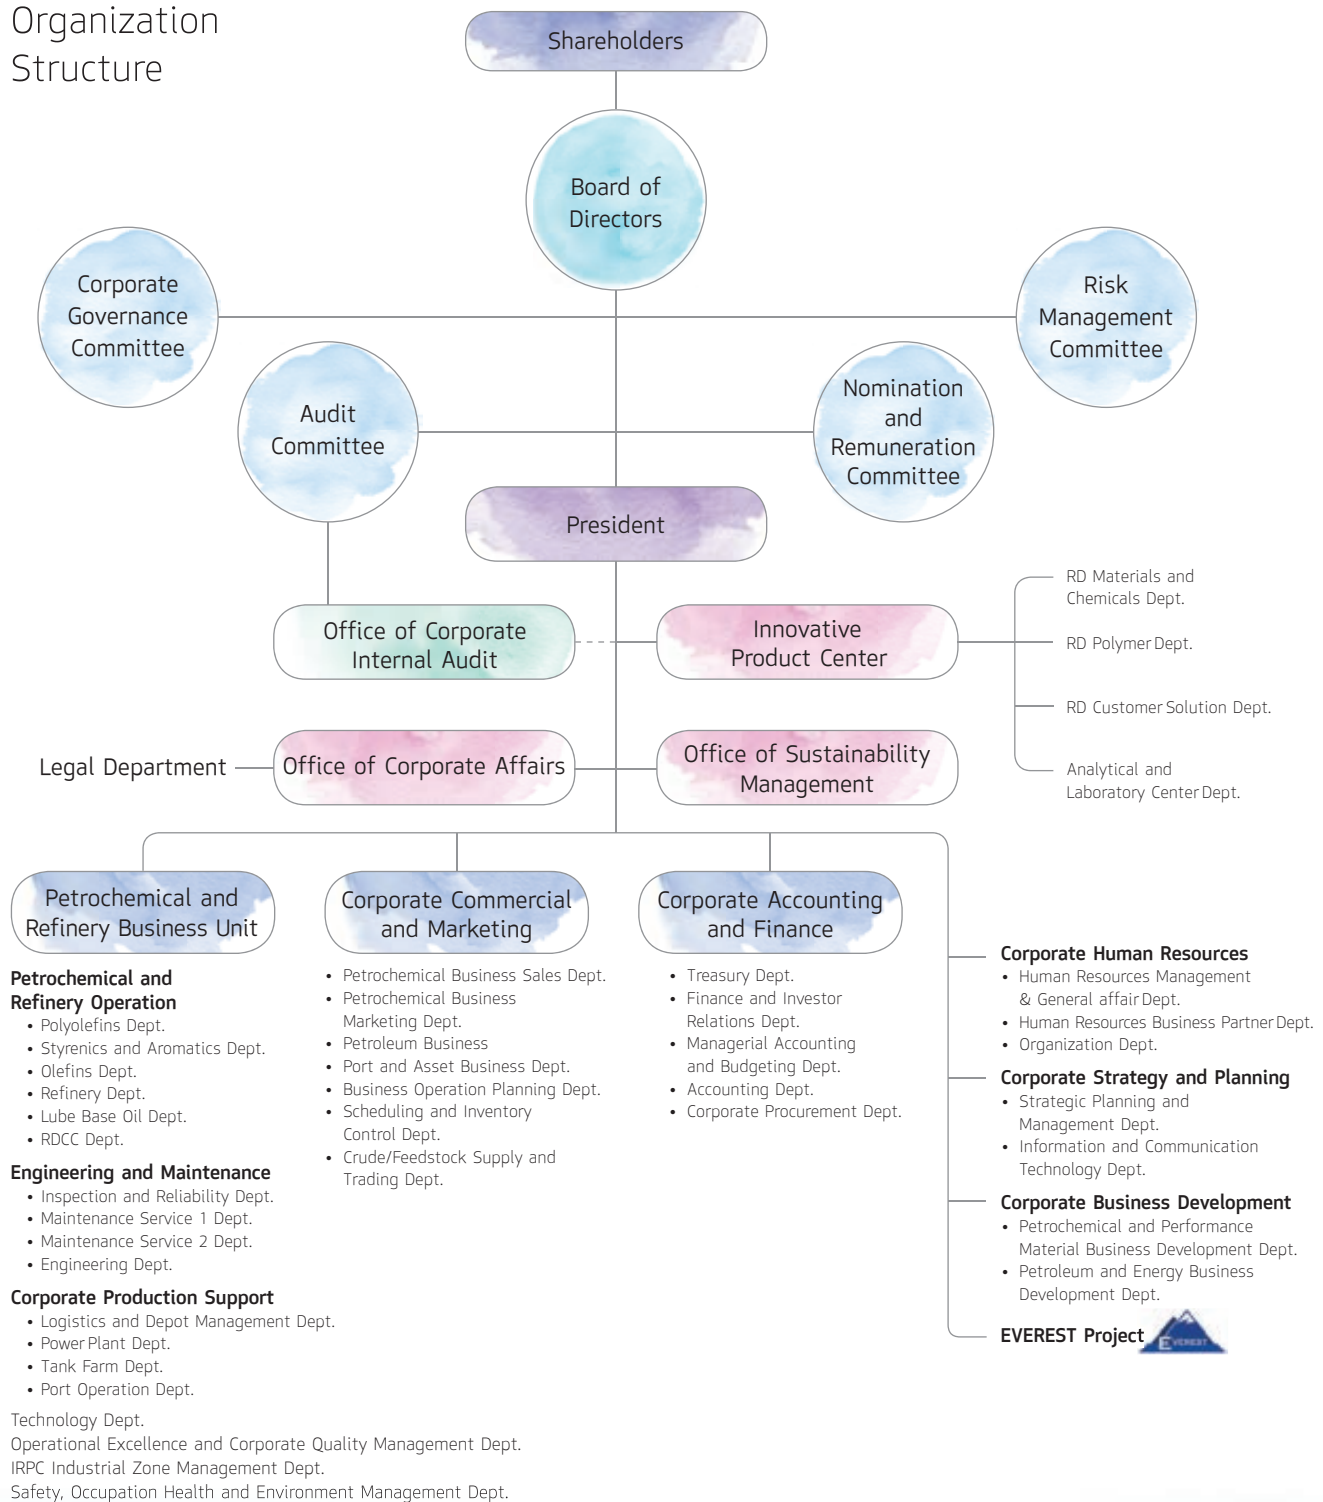 Organization
Structure
Shareholders
Board of
Directors
Corporate
Governance
Committee
Risk
Management
Committee
Audit
Committee
Nomination
and
Remuneration
Committee
President
Office of Corporate
Internal Audit
Innovative
Product Center
RD Materials and
Chemicals Dept.
RD Polymer Dept.
RD Customer Solution Dept.
Analytical and
Laboratory Center Dept.
Legal Department
Office of Corporate Affairs
Office of Sustainability
Management
Petrochemical and
Refinery Business Unit
Petrochemical and
Refinery Operation
• Polyolefins Dept.
• Styrenics and Aromatics Dept.
• Olefins Dept.
• Refinery Dept.
• Lube Base Oil Dept.
• RDCC Dept.
Engineering and Maintenance
• Inspection and Reliability Dept.
• Maintenance Service 1 Dept.
• Maintenance Service 2 Dept.
• Engineering Dept.
Corporate Production Support
• Logistics and Depot Management Dept.
• Power Plant Dept.
• Tank Farm Dept.
• Port Operation Dept.
Technology Dept.
Operational Excellence and Corporate Quality Management Dept.
IRPC Industrial Zone Management Dept.
Safety, Occupation Health and Environment Management Dept.
Corporate Commercial
and Marketing
• Petrochemical Business Sales Dept.
• Petrochemical Business
Marketing Dept.
• Petroleum Business
• Port and Asset Business Dept.
• Business Operation Planning Dept.
• Scheduling and Inventory
Control Dept.
• Crude/Feedstock Supply and
Trading Dept.
Corporate Accounting
and Finance
• Treasury Dept.
• Finance and Investor
Relations Dept.
• Managerial Accounting
and Budgeting Dept.
• Accounting Dept.
• Corporate Procurement Dept.
Corporate Human Resources
• Human Resources Management
& General affair Dept.
• Human Resources Business Partner Dept.
• Organization Dept.
Corporate Strategy and Planning
• Strategic Planning and
Management Dept.
• Information and Communication
Technology Dept.
Corporate Business Development
• Petrochemical and Performance
Material Business Development Dept.
• Petroleum and Energy Business
Development Dept.
EVEREST Project
EVEREST